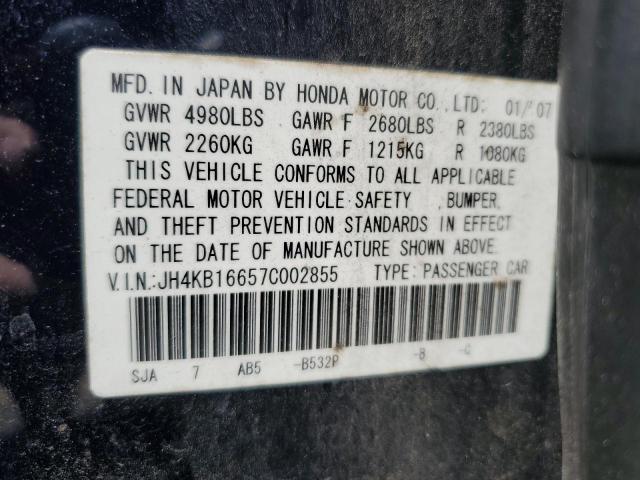 MFD. IN JAPAN BY HONDA MOTOR CO.,LTD: 01/'07
GVWR 4980LBS GAWR F 2680LBS R 2380LBS
GVWR 2260KG GAWR F 1215KG R 1080KG
THIS VEHICLE CONFORMS TO ALL APPLICABLE
FEDERAL MOTOR VEHICLE SAFETY ,BUMPER,
AND THEFT PREVENTION STANDARDS IN EFFECT
ON THE DATE OF MANUFACTURE SHOWN ABOVE.
V.I.N.:JH4KB16657C002855 TYPE: PASSENGER CAR
SJA 7 AB5 -B532P -B -C